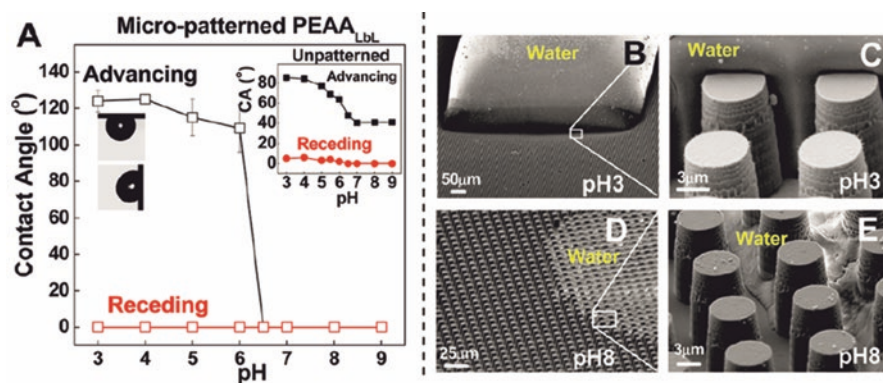 A
Micro-patterned PEAA_LbL
Contact Angle (°)
140
120
100
80
60
40
20
0
Advancing
Receding
3 4 5 6 7 8 9
pH
Unpatterned
CA (°)
80
60
40
20
0
Advancing
Receding
3 4 5 6 7 8 9
pH
B
Water
50μm
pH3
C
Water
3μm
pH3
D
Water
25μm
pH8
E
Water
3μm
pH8